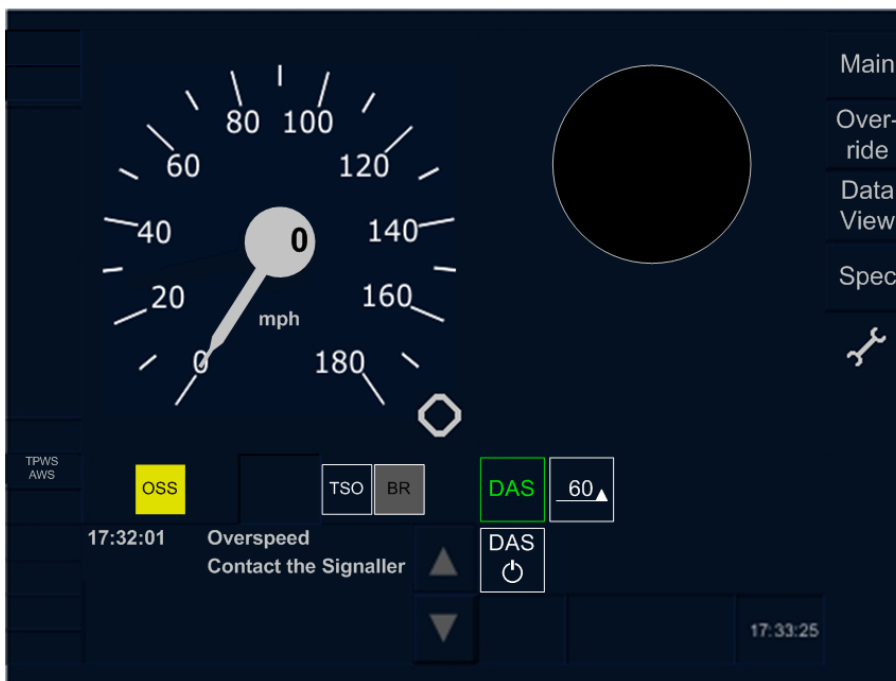 Main
Over-
ride
Data
View
Spec
80 100
60 120
40 0 140
20 160
mph
0 180
TPWS
AWS
OSS TSO BR DAS 60
17:32:01 Overspeed
Contact the Signaller
DAS
17:33:25